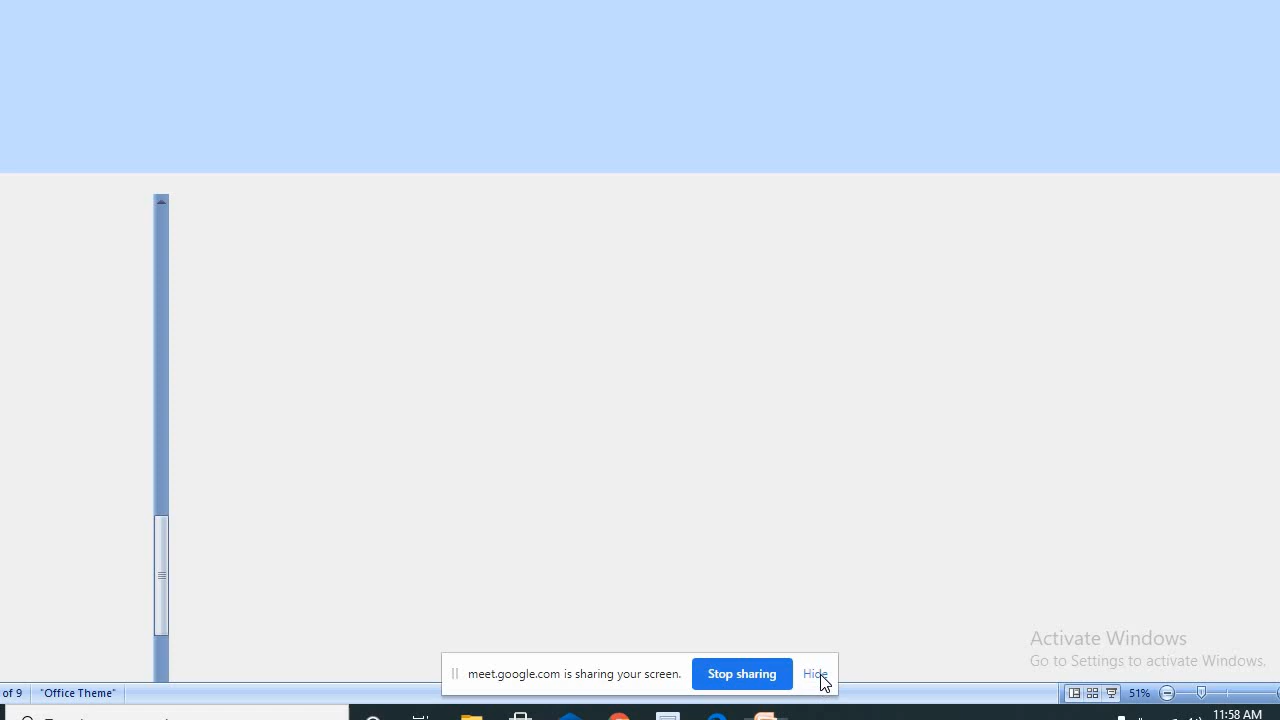 Activate Windows
Go to Settings to activate Windows.
meet.google.com is sharing your screen.
Stop sharing
Hide
of 9
"Office Theme"
51%
11:58 AM